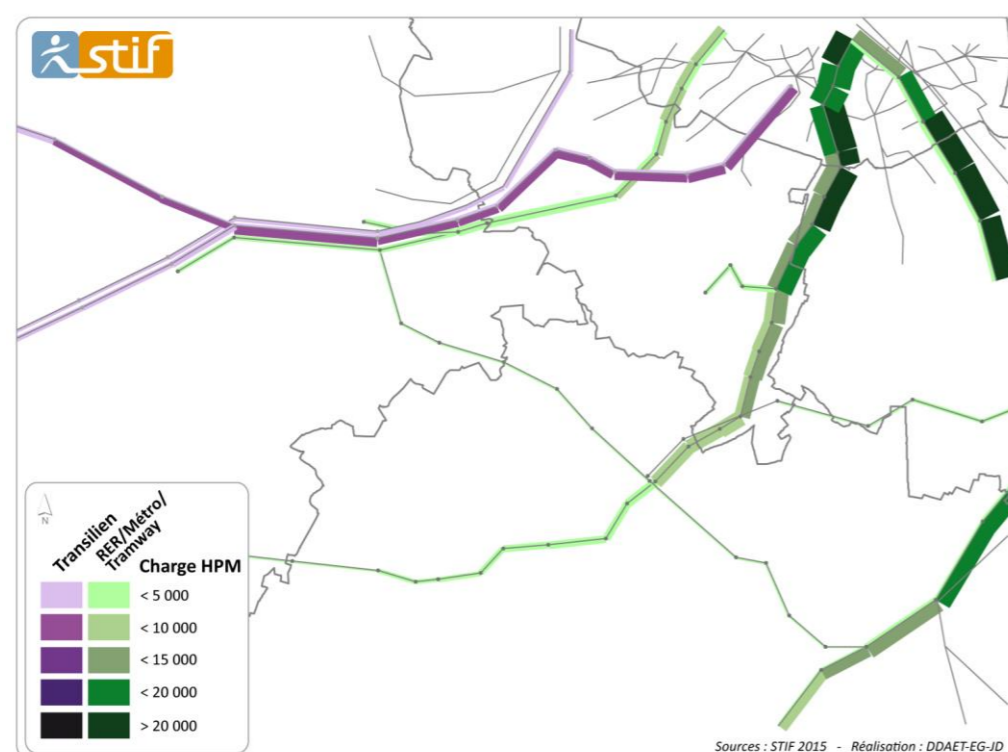 stif
N
Transilien
RER/Métro/
Tramway
Charge HPM
< 5 000
< 10 000
< 15 000
< 20 000
> 20 000
Sources : STIF 2015 - Réalisation : DDAET-EG-JD